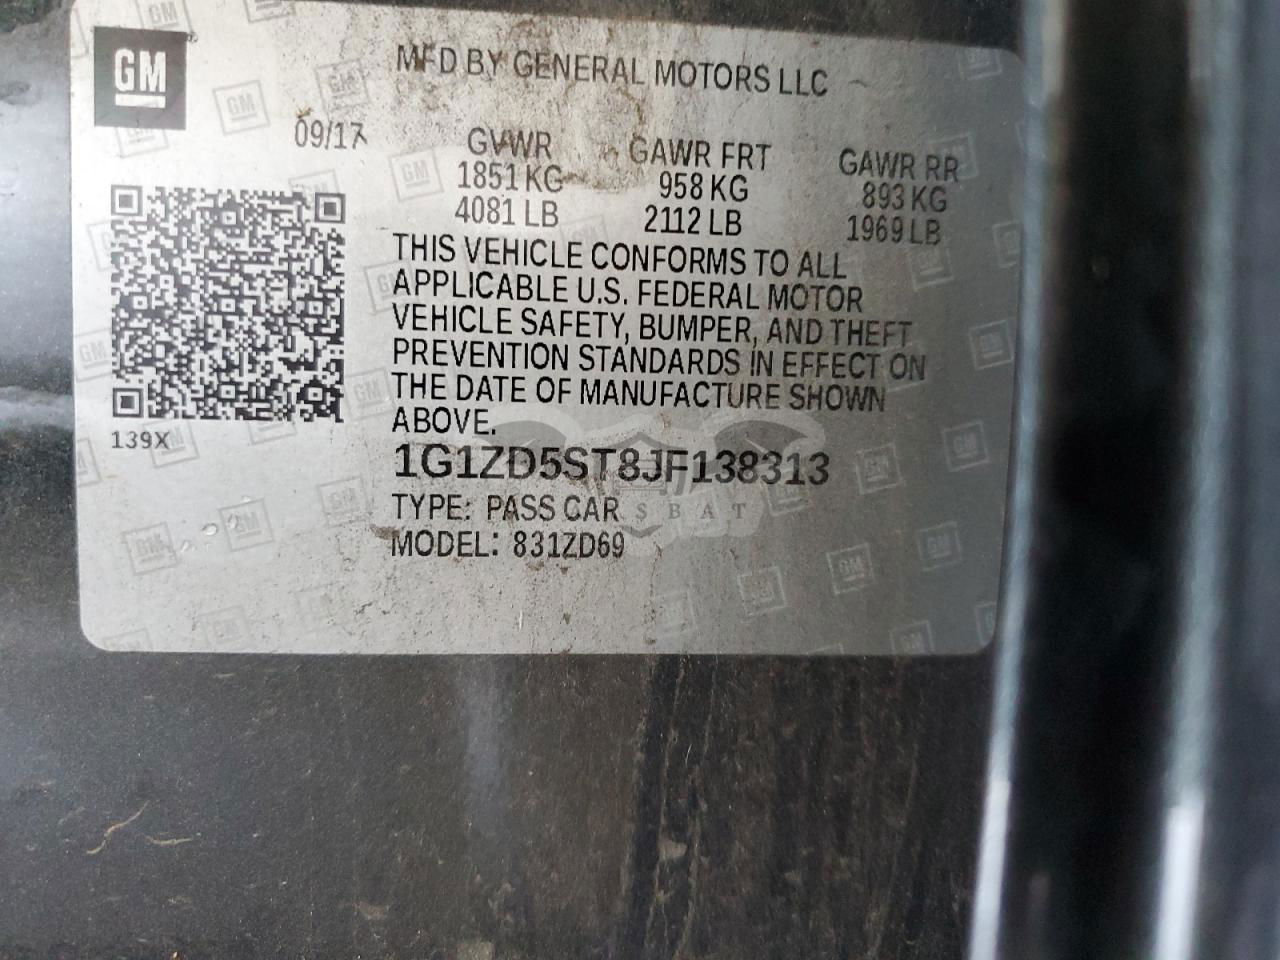 GM
MFD BY GENERAL MOTORS LLC
09/17
GVWR GAWR FRT GAWR RR
1851 KG 958 KG 893 KG
4081 LB 2112 LB 1969 LB
THIS VEHICLE CONFORMS TO ALL
APPLICABLE U.S. FEDERAL MOTOR
VEHICLE SAFETY, BUMPER, AND THEFT
PREVENTION STANDARDS IN EFFECT ON
THE DATE OF MANUFACTURE SHOWN
ABOVE.
139X
1G1ZD5ST8JF138313
TYPE: PASS CAR
SBAT
MODEL: 831ZD69